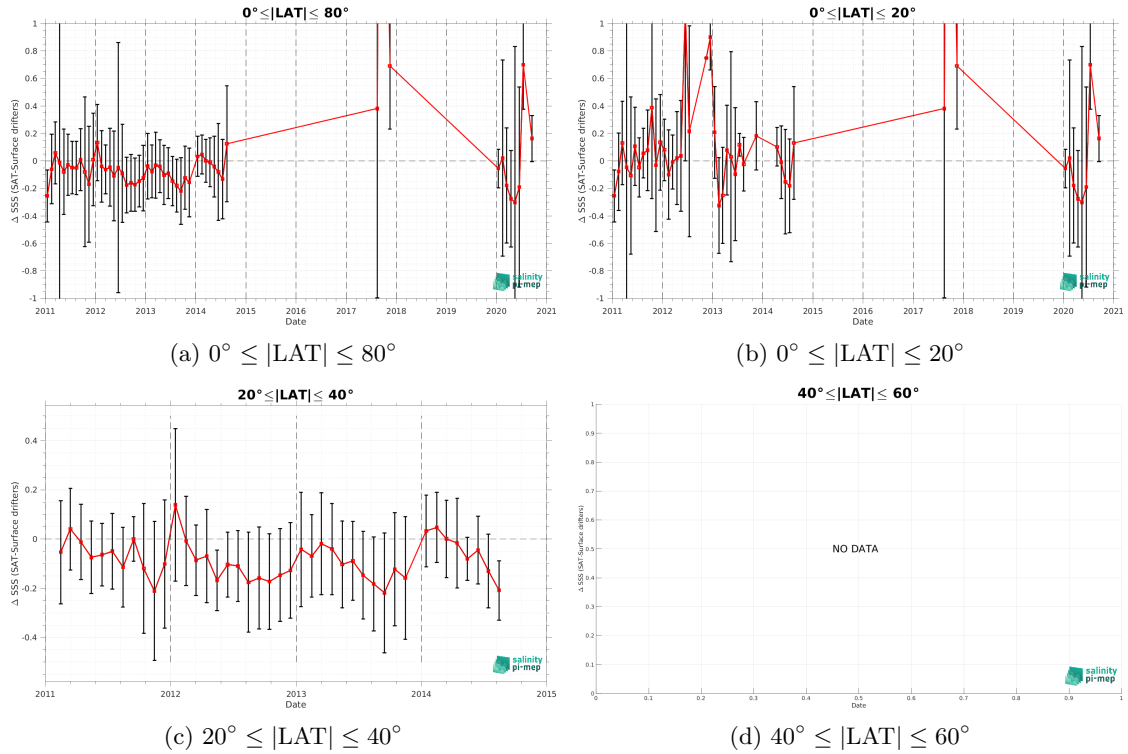 0°≤|LAT|≤ 80°
Δ SSS (SAT-Surface drifters)
1
0.8
0.6
0.4
0.2
0
-0.2
-0.4
-0.6
-0.8
-1
2011 2012 2013 2014 2015 2016 2017 2018 2019 2020 2021
Date
salinity
pi-mep
(a) 0° ≤ |LAT| ≤ 80°
0°≤|LAT|≤ 20°
Δ SSS (SAT-Surface drifters)
1
0.8
0.6
0.4
0.2
0
-0.2
-0.4
-0.6
-0.8
-1
2011 2012 2013 2014 2015 2016 2017 2018 2019 2020 2021
Date
salinity
pi-mep
(b) 0° ≤ |LAT| ≤ 20°
20°≤|LAT|≤ 40°
Δ SSS (SAT-Surface drifters)
0.4
0.2
0
-0.2
-0.4
2011 2012 2013 2014 2015
Date
salinity
pi-mep
(c) 20° ≤ |LAT| ≤ 40°
40°≤|LAT|≤ 60°
Δ SSS (SAT-Surface drifters)
1
0.9
0.8
0.7
0.6
0.5
0.4
0.3
0.2
0.1
0
NO DATA
0 0.1 0.2 0.3 0.4 0.5 0.6 0.7 0.8 0.9 1
Date
salinity
pi-mep
(d) 40° ≤ |LAT| ≤ 60°